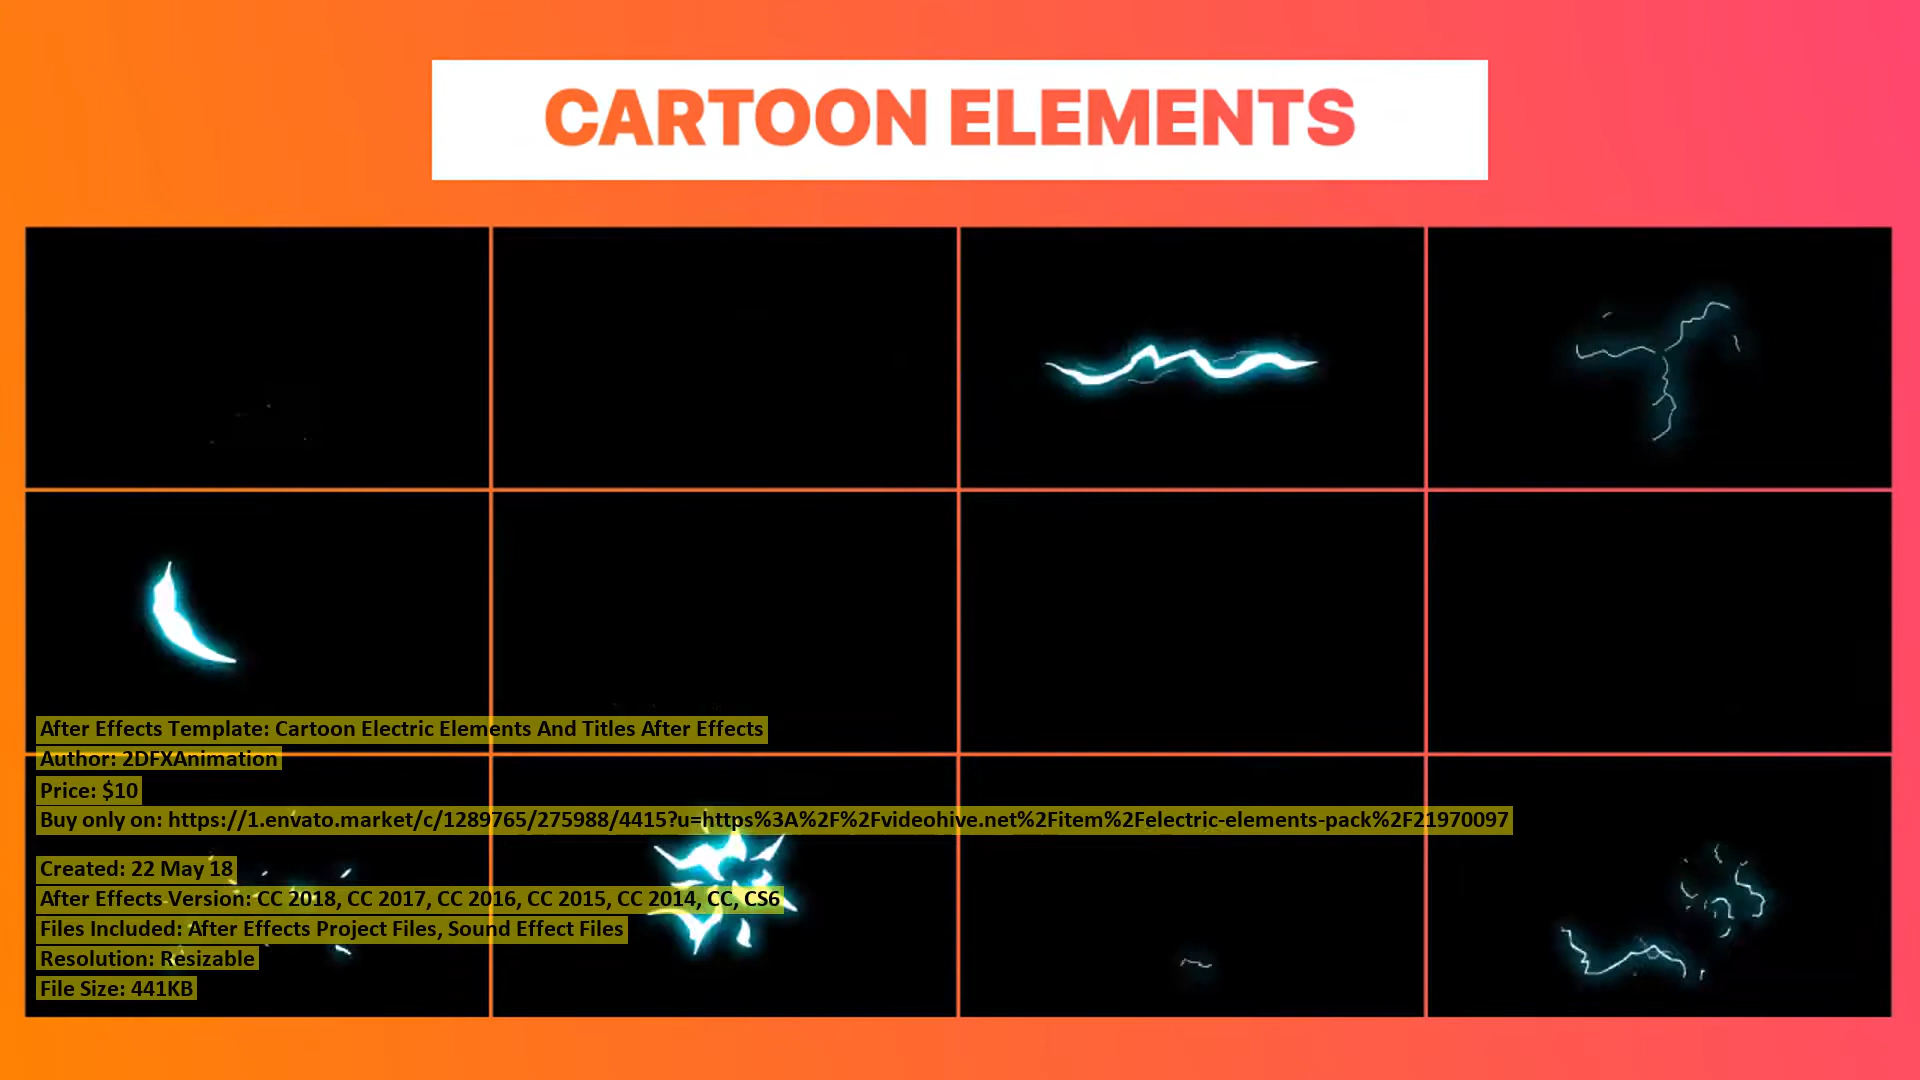 CARTOON ELEMENTS
After Effects Template: Cartoon Electric Elements And Titles After Effects
Author: 2DFXAnimation
Price: $10
Buy only on: https://1.envato.market/c/1289765/275988/4415?u=https%3A%2F%2Fvideohive.net%2Fitem%2Felectric-elements-pack%2F21970097
Created: 22 May 18
After Effects Version: CC 2018, CC 2017, CC 2016, CC 2015, CC 2014, CC, CS6
Files Included: After Effects Project Files, Sound Effect Files
Resolution: Resizable
File Size: 441KB